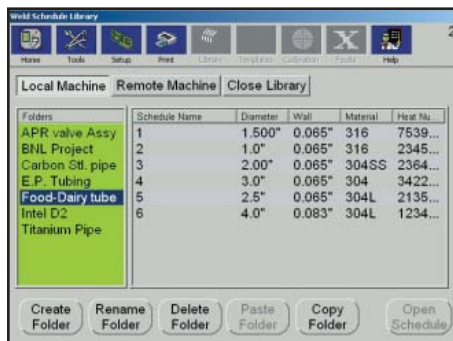 Weld Schedule Library
2
Home Tools Setup Print Library Templates Calibration Faults Help
Local Machine Remote Machine Close Library
Folders
APR valve Assy
BNL Project
Carbon Stl. pipe
E.P. Tubing
Food-Dairy tube
Intel D2
Titanium Pipe
Schedule Name Diameter Wall Material Heat Nu...
1 1.500" 0.065" 316 7539...
2 1.0" 0.065" 316 2345...
3 2.00" 0.065" 304SS 2364...
4 3.0" 0.065" 304 3422...
5 2.5" 0.065" 304L 2135...
6 4.0" 0.083" 304L 1234...
Create Folder
Rename Folder
Delete Folder
Paste Folder
Copy Folder
Open Schedule